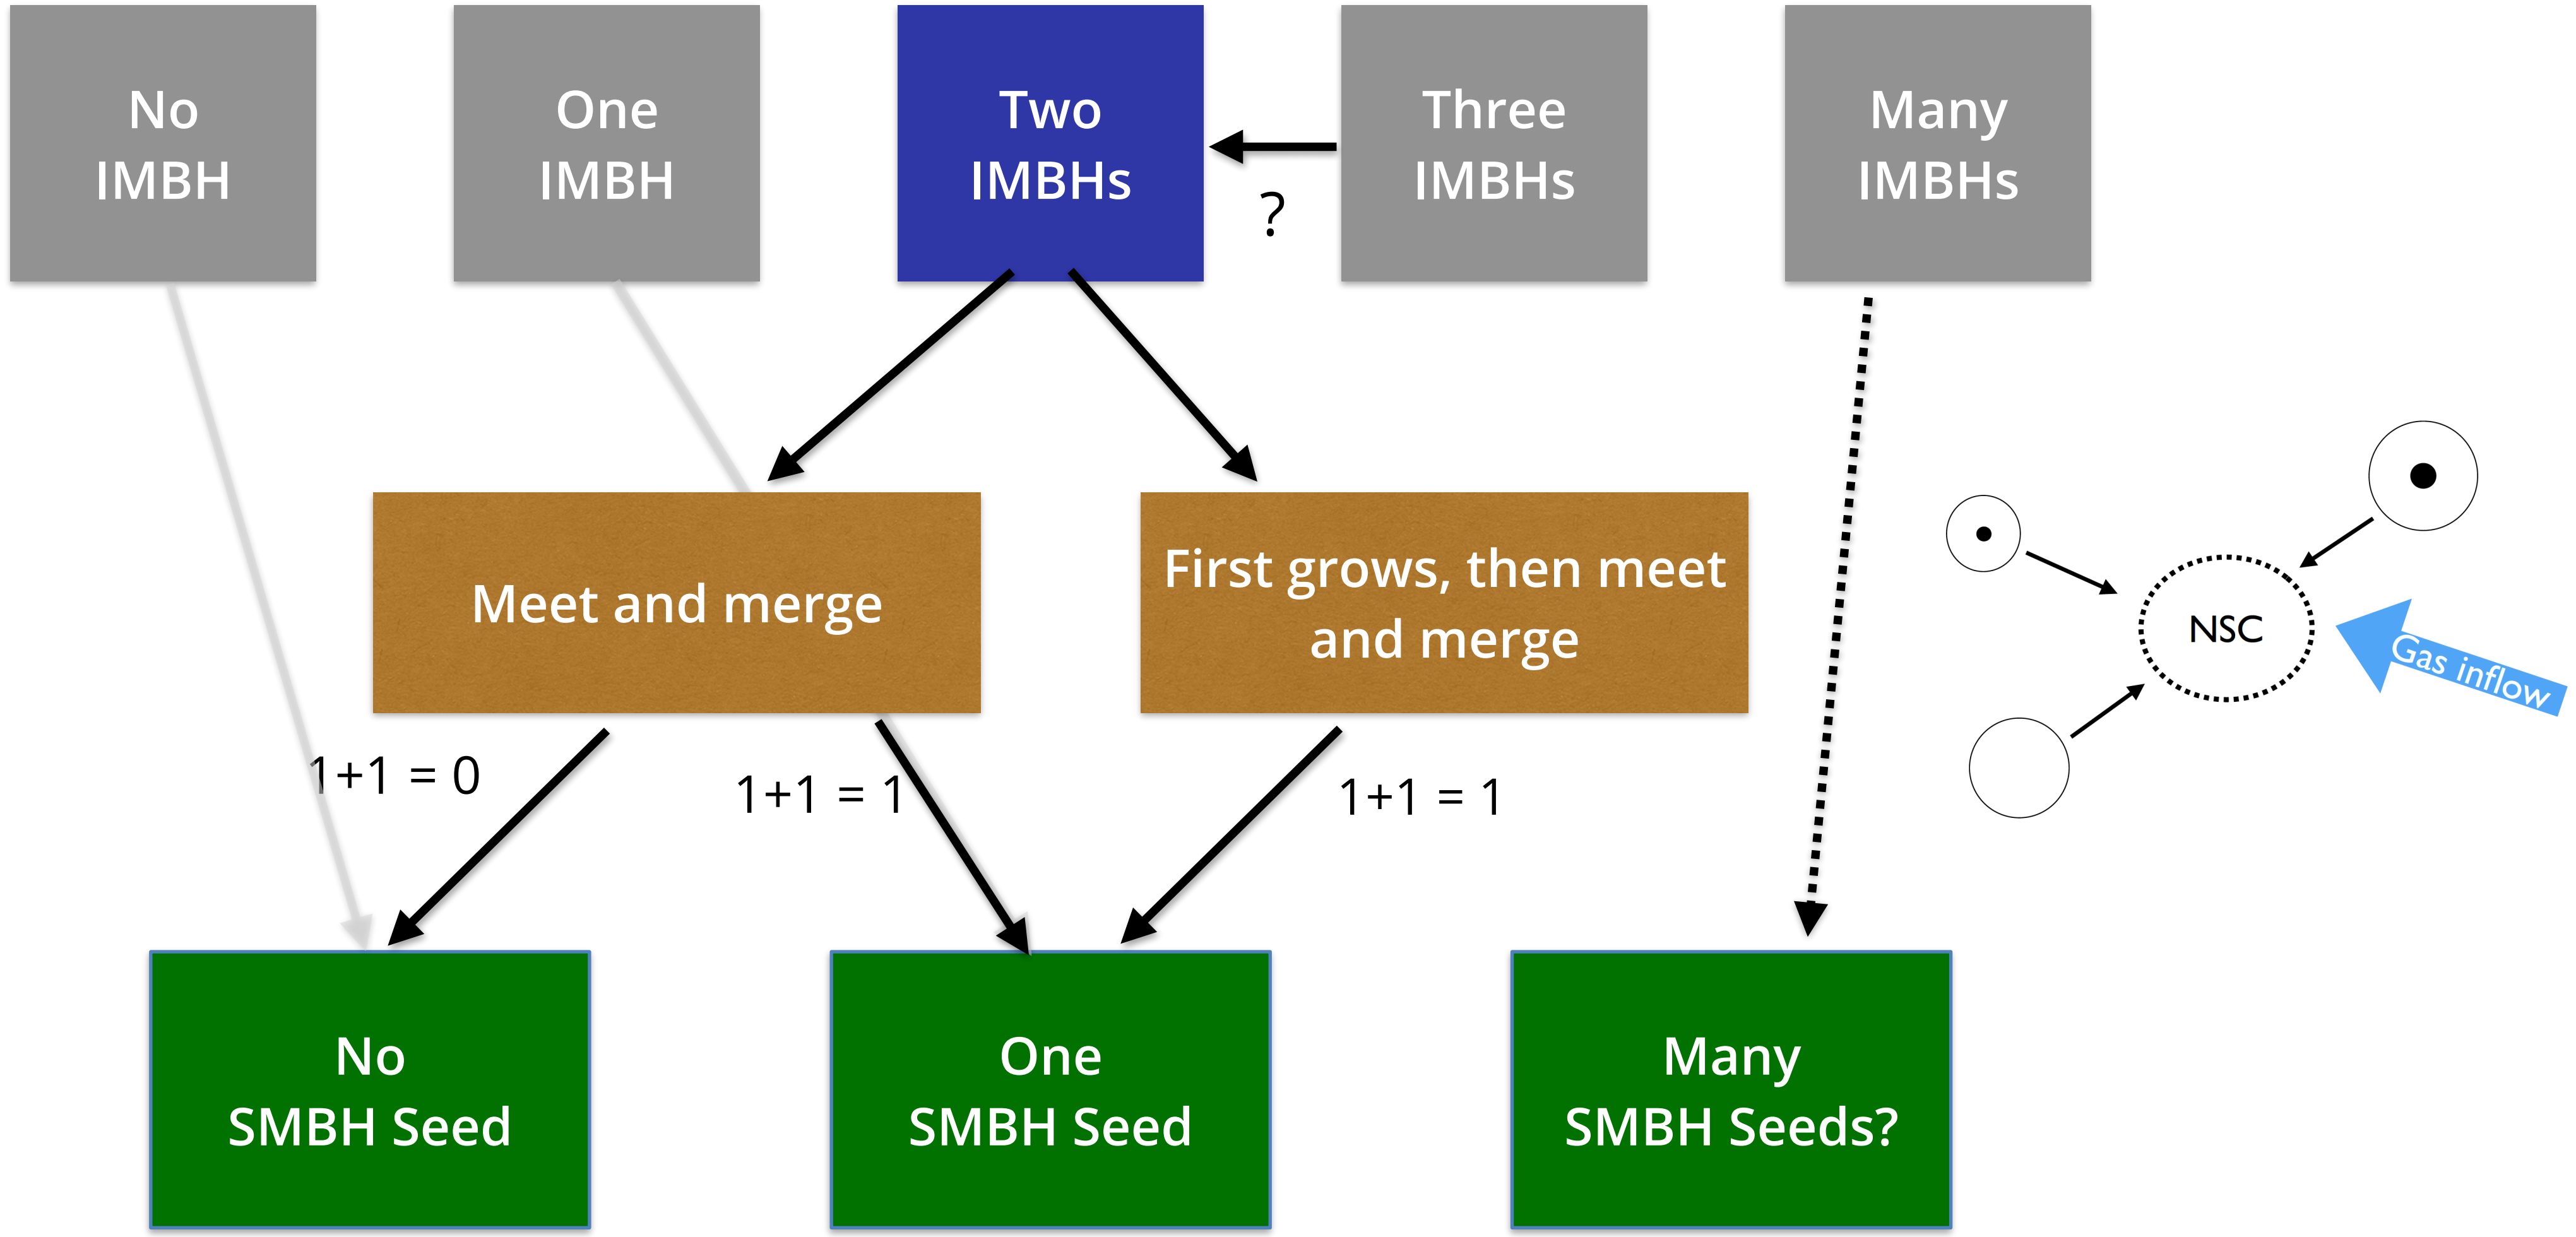 No
IMBH
One
IMBH
Two
IMBHs
?
Three
IMBHs
Many
IMBHs
Meet and merge
First grows, then meet
and merge
NSC
Gas inflow
1+1 = 0
1+1 = 1
1+1 = 1
No
SMBH Seed
One
SMBH Seed
Many
SMBH Seeds?